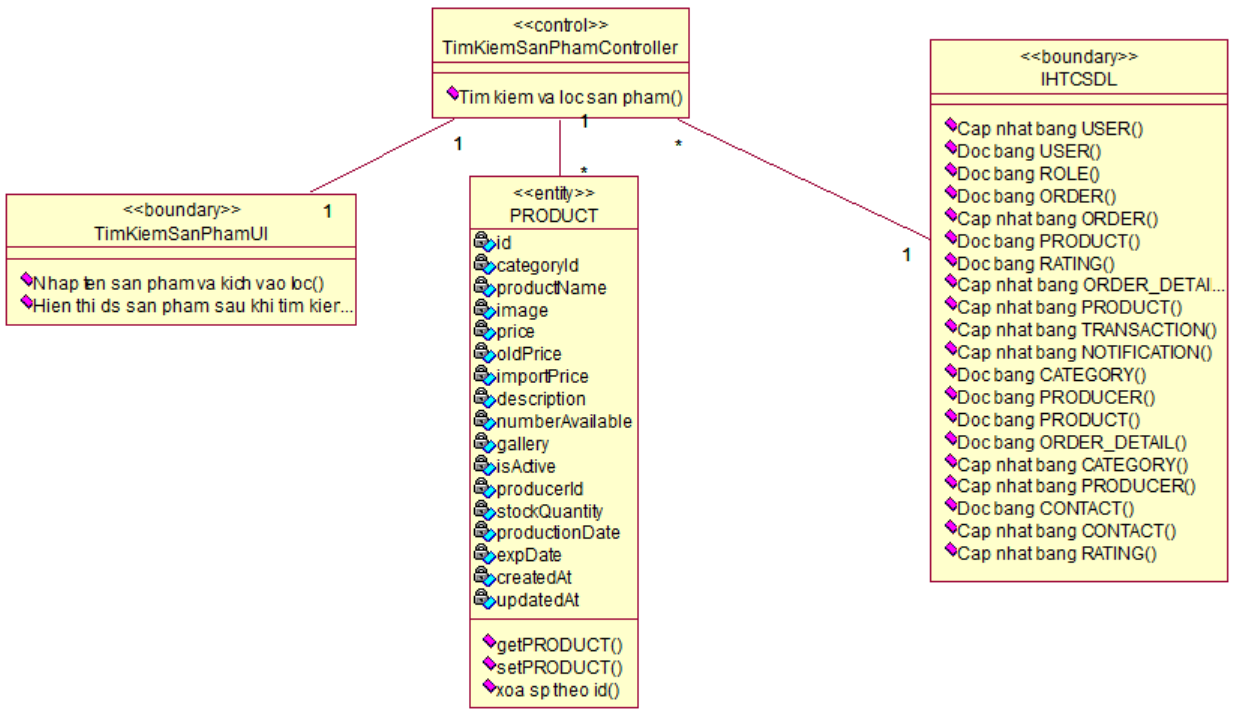 <<control>>
TimKiemSanPhamController
Tim kiem va loc san pham()
1
1
*
1
*
1
<<boundary>>
TimKiemSanPhamUI
Nhap ten san pham va kich vao loc()
Hien thi ds san pham sau khi tim kier...
<<entity>>
PRODUCT
id
categoryId
productName
image
price
oldPrice
importPrice
description
numberAvailable
gallery
isActive
producerId
stockQuantity
productionDate
expDate
createdAt
updatedAt
getPRODUCT()
setPRODUCT()
xoa sp theo id()
<<boundary>>
IHTCSDL
Cap nhat bang USER()
Doc bang USER()
Doc bang ROLE()
Doc bang ORDER()
Cap nhat bang ORDER()
Doc bang PRODUCT()
Doc bang RATING()
Cap nhat bang ORDER_DETAI...
Cap nhat bang PRODUCT()
Cap nhat bang TRANSACTION()
Cap nhat bang NOTIFICATION()
Doc bang CATEGORY()
Doc bang PRODUCER()
Doc bang PRODUCT()
Doc bang ORDER_DETAIL()
Cap nhat bang CATEGORY()
Cap nhat bang PRODUCER()
Doc bang CONTACT()
Cap nhat bang CONTACT()
Cap nhat bang RATING()